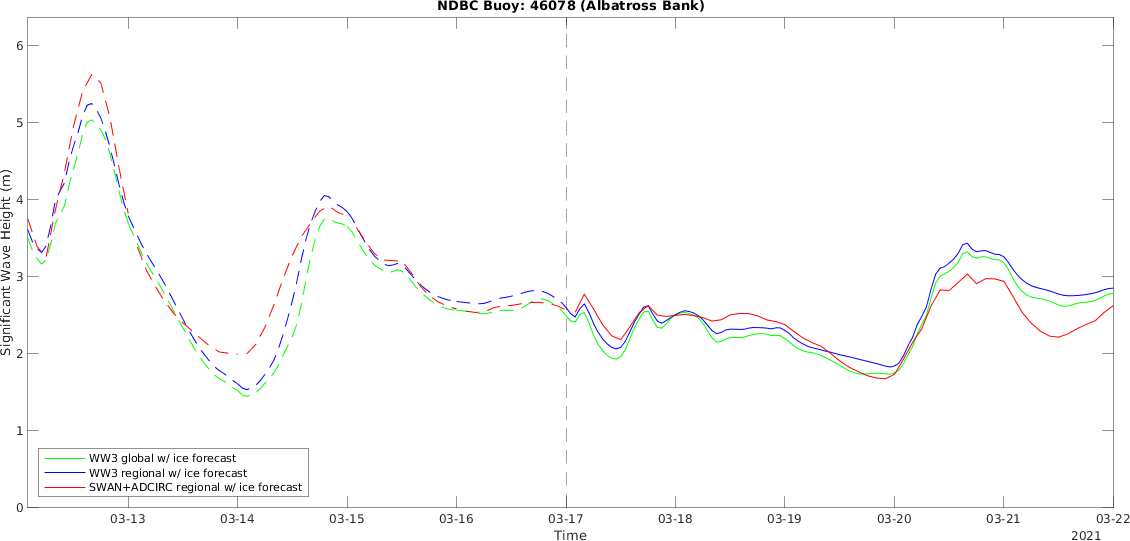 NDBC Buoy: 46078 (Albatross Bank)
Significant Wave Height (m)
6
5
4
3
2
1
0
WW3 global w/ ice forecast
WW3 regional w/ ice forecast
SWAN+ADCIRC regional w/ ice forecast
03-13 03-14 03-15 03-16 03-17 03-18 03-19 03-20 03-21 03-22
Time
2021